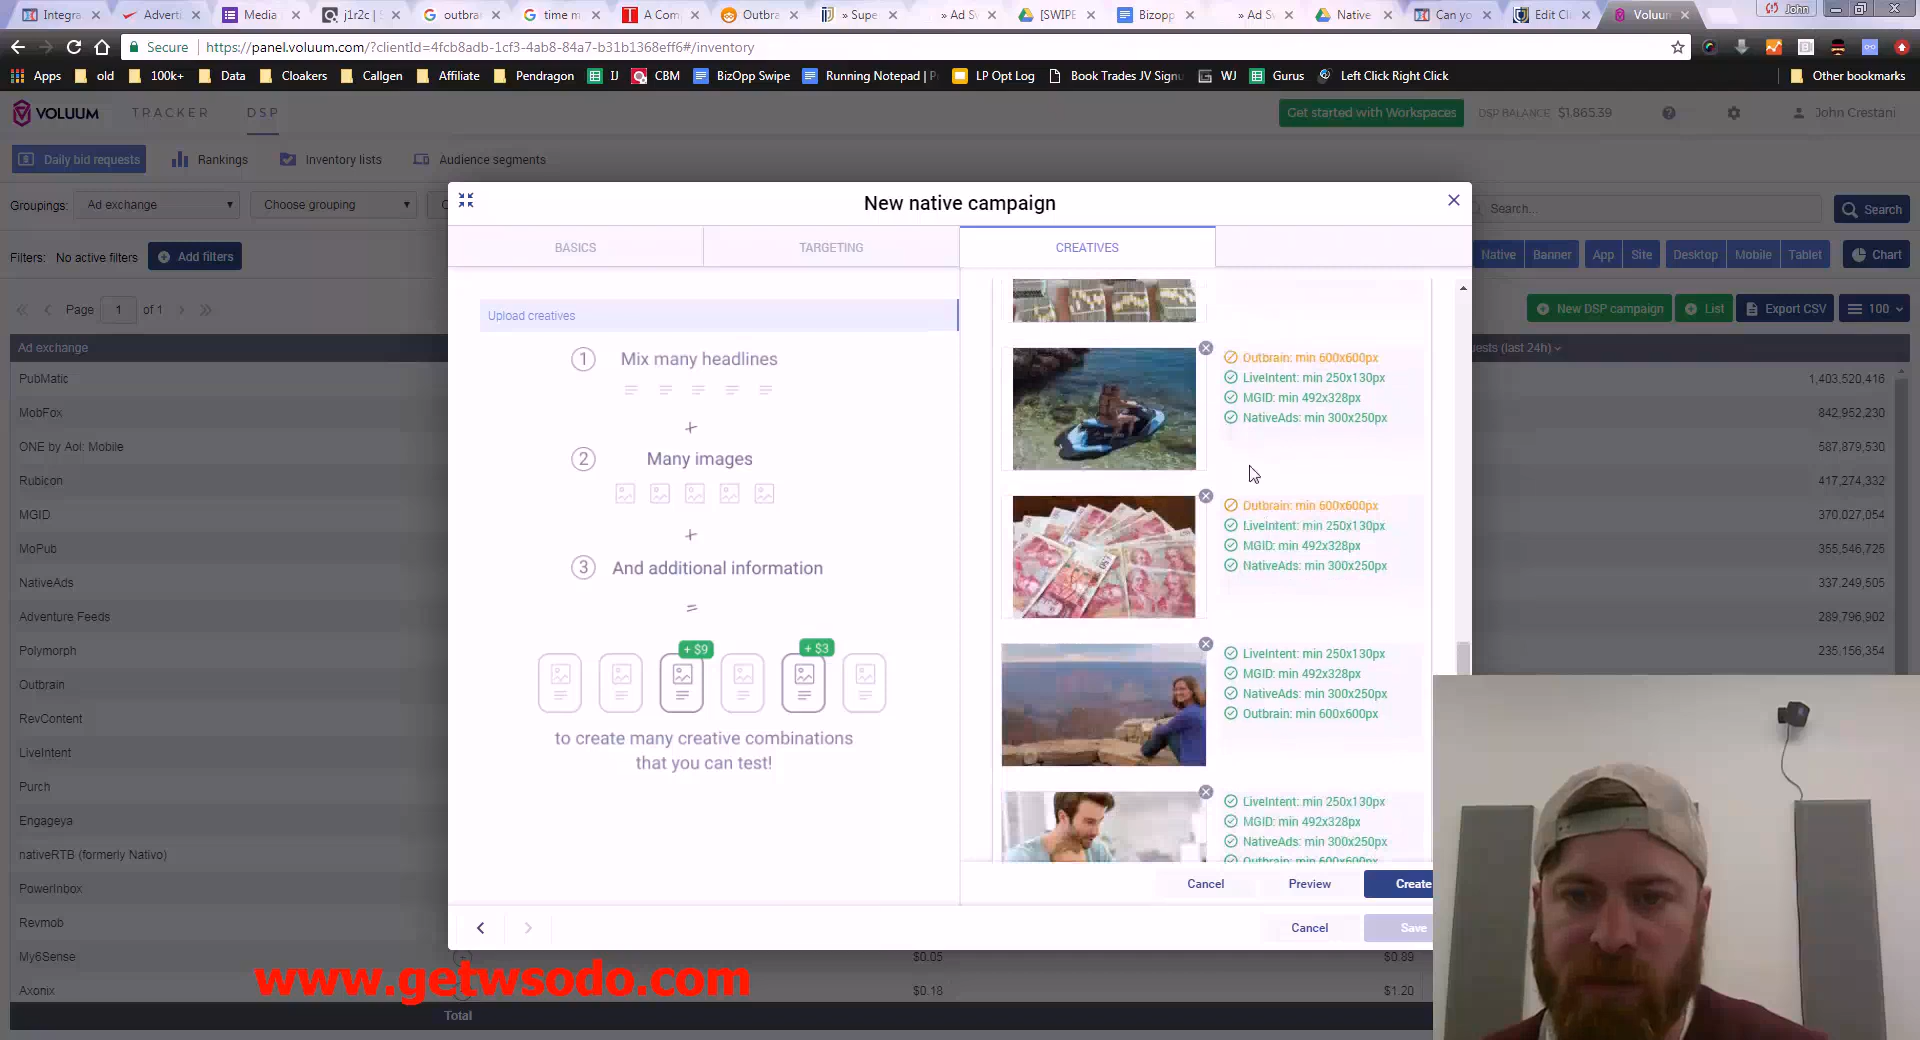 Integra
Advert
Media
j1r2c | S
outbra
time m
A Com
Outbra
» Supe
» Ad Sv
[SWIPE
Bizopp
» Ad Sv
Native
Can yo
Edit Cl
Voluum
John
Secure
https://panel.voluum.com/?clientId=4fcb8adb-1cf3-4ab8-84a7-b31b1368eff6#/inventory
Apps
old
100k+
Data
Cloakers
Callgen
Affiliate
Pendragon
IJ
CBM
BizOpp Swipe
Running Notepad | P
LP Opt Log
Book Trades JV Signu
WJ
Gurus
Left Click Right Click
Other bookmarks
VOLUUM
TRACKER
DSP
Get started with Workspaces
DSP BALANCE $1,865.39
John Crestani
Daily bid requests
Rankings
Inventory lists
Audience segments
Groupings:
Ad exchange
Choose grouping
Search...
Search
Filters:
No active filters
Add filters
Native
Banner
App
Site
Desktop
Mobile
Tablet
Chart
Page
1
of 1
New DSP campaign
List
Export CSV
100
Ad exchange
ests (last 24h)
PubMatic
1,403,520,416
MobFox
842,952,230
ONE by Aol: Mobile
587,879,530
Rubicon
417,274,332
MGID
370,027,054
MoPub
355,546,725
NativeAds
337,249,505
Adventure Feeds
289,796,902
Polymorph
235,156,354
Outbrain
RevContent
LiveIntent
Purch
Engageya
nativeRTB (formerly Nativo)
PowerInbox
Revmob
My6Sense
$0.05
$0.89
Axonix
$0.18
$1.20
Total
New native campaign
BASICS
TARGETING
CREATIVES
Upload creatives
1
Mix many headlines
+
2
Many images
+
3
And additional information
=
+ $9
+ $3
to create many creative combinations
that you can test!
Outbrain: min 600x600px
LiveIntent: min 250x130px
MGID: min 492x328px
NativeAds: min 300x250px
Outbrain: min 600x600px
LiveIntent: min 250x130px
MGID: min 492x328px
NativeAds: min 300x250px
LiveIntent: min 250x130px
MGID: min 492x328px
NativeAds: min 300x250px
Outbrain: min 600x600px
LiveIntent: min 250x130px
MGID: min 492x328px
NativeAds: min 300x250px
Outbrain: min 600x600px
Cancel
Preview
Create
Cancel
Save
www.getwsodo.com